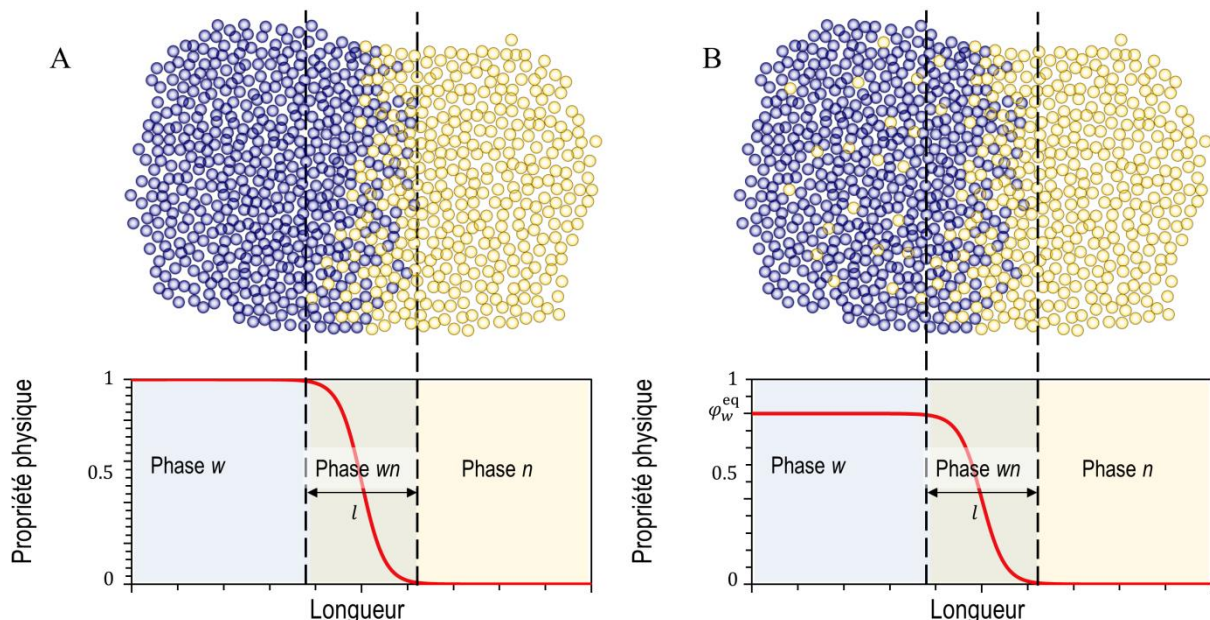 A
Propriété physique
1
0.5
0
Phase w
Phase wn
l
Phase n
Longueur
B
Propriété physique
1
φ_w^eq
0.5
0
Phase w
Phase wn
l
Phase n
Longueur